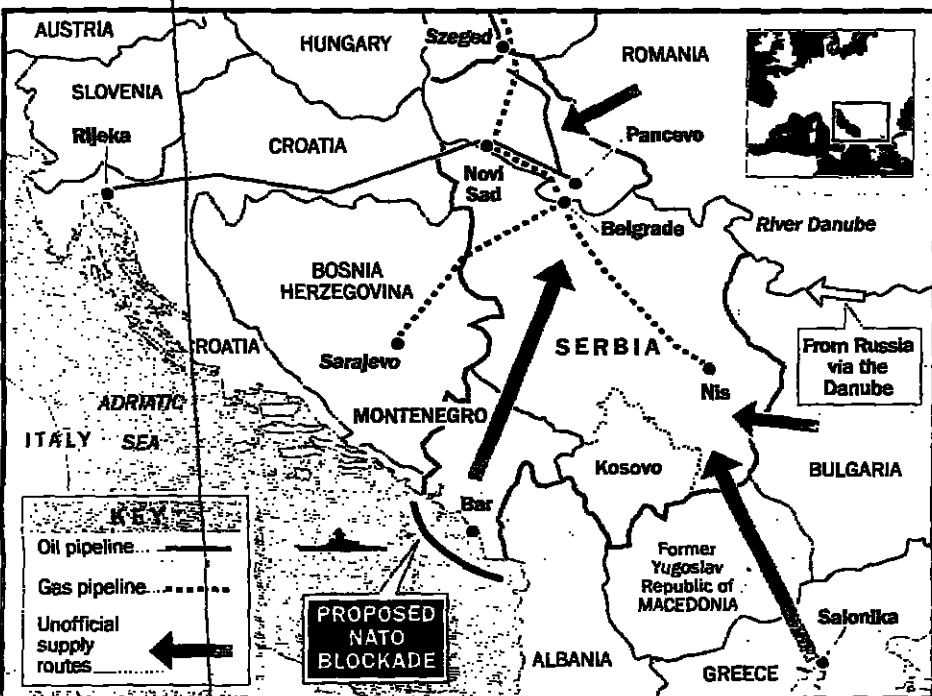 AUSTRIA
HUNGARY
Szeged
ROMANIA
SLOVENIA
Rijeka
CROATIA
Pancevo
Novi
Sad
Belgrade
River Danube
BOSNIA
HERZEGOVINA
ROATIA
Sarajevo
SERBIA
From Russia
via the
Danube
Nis
ADRIATIC
SEA
ITALY
MONTENEGRO
Kosovo
BULGARIA
Bar
KEY
Oil pipeline
Gas pipeline
Unofficial
supply
routes
PROPOSED
NATO
BLOCKADE
Former
Yugoslav
Republic of
MACEDONIA
Salonika
ALBANIA
GREECE